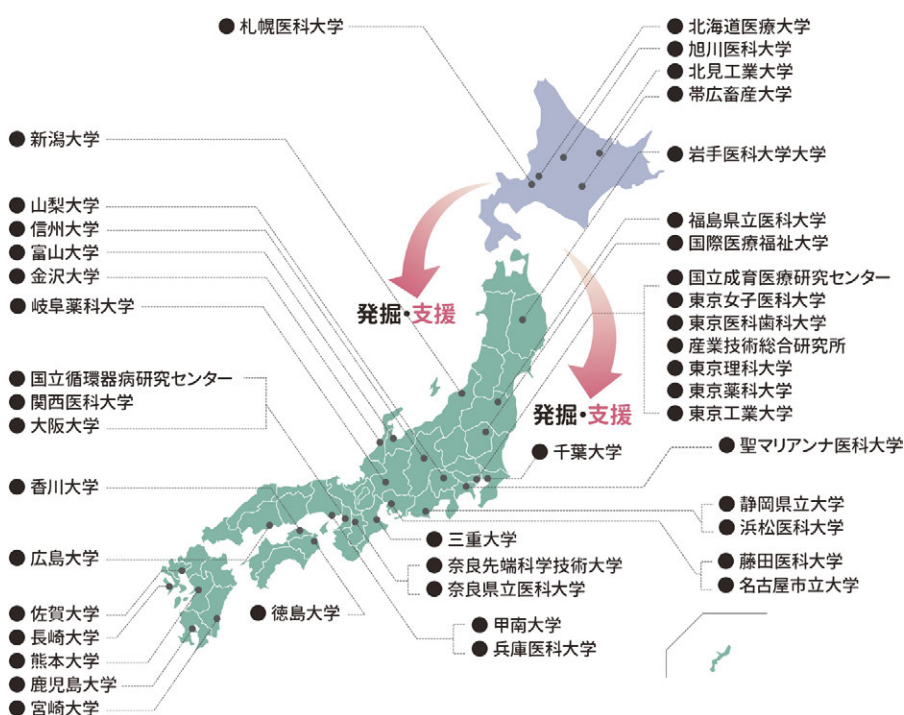 ● 札幌医科大学
● 北海道医療大学
● 旭川医科大学
● 北見工業大学
● 帯広畜産大学
● 新潟大学
● 岩手医科大学大学
● 山梨大学
● 信州大学
● 富山大学
● 金沢大学
● 岐阜薬科大学
● 福島県立医科大学
● 国際医療福祉大学
● 国立成育医療研究センター
● 東京女子医科大学
● 東京医科歯科大学
● 産業技術総合研究所
● 東京理科大学
● 東京薬科大学
● 東京工業大学
発掘・支援
発掘・支援
● 国立循環器病研究センター
● 関西医科大学
● 大阪大学
● 千葉大学
● 聖マリアンナ医科大学
● 香川大学
● 静岡県立大学
● 浜松医科大学
● 広島大学
● 三重大学
● 奈良先端科学技術大学
● 奈良県立医科大学
● 藤田医科大学
● 名古屋市立大学
● 佐賀大学
● 長崎大学
● 熊本大学
● 鹿児島大学
● 宮崎大学
● 徳島大学
● 甲南大学
● 兵庫医科大学